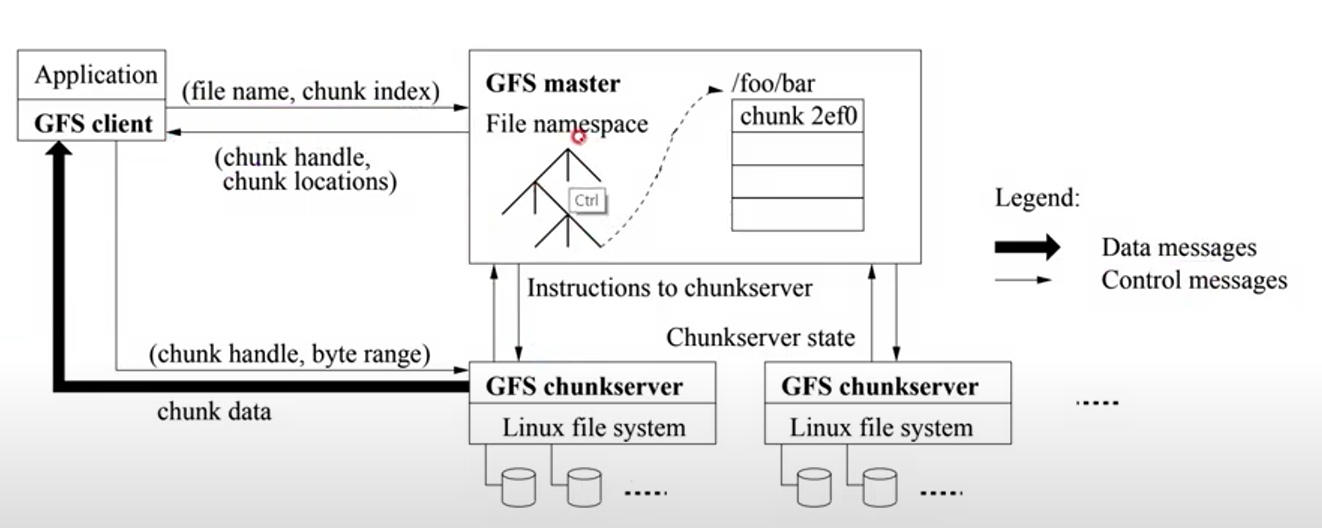 Application
GFS client
(file name, chunk index)
(chunk handle,
chunk locations)
GFS master
File namespace
/foo/bar
chunk 2ef0
Ctrl
Legend:
Data messages
Control messages
Instructions to chunkserver
Chunkserver state
(chunk handle, byte range)
chunk data
GFS chunkserver
Linux file system
GFS chunkserver
Linux file system